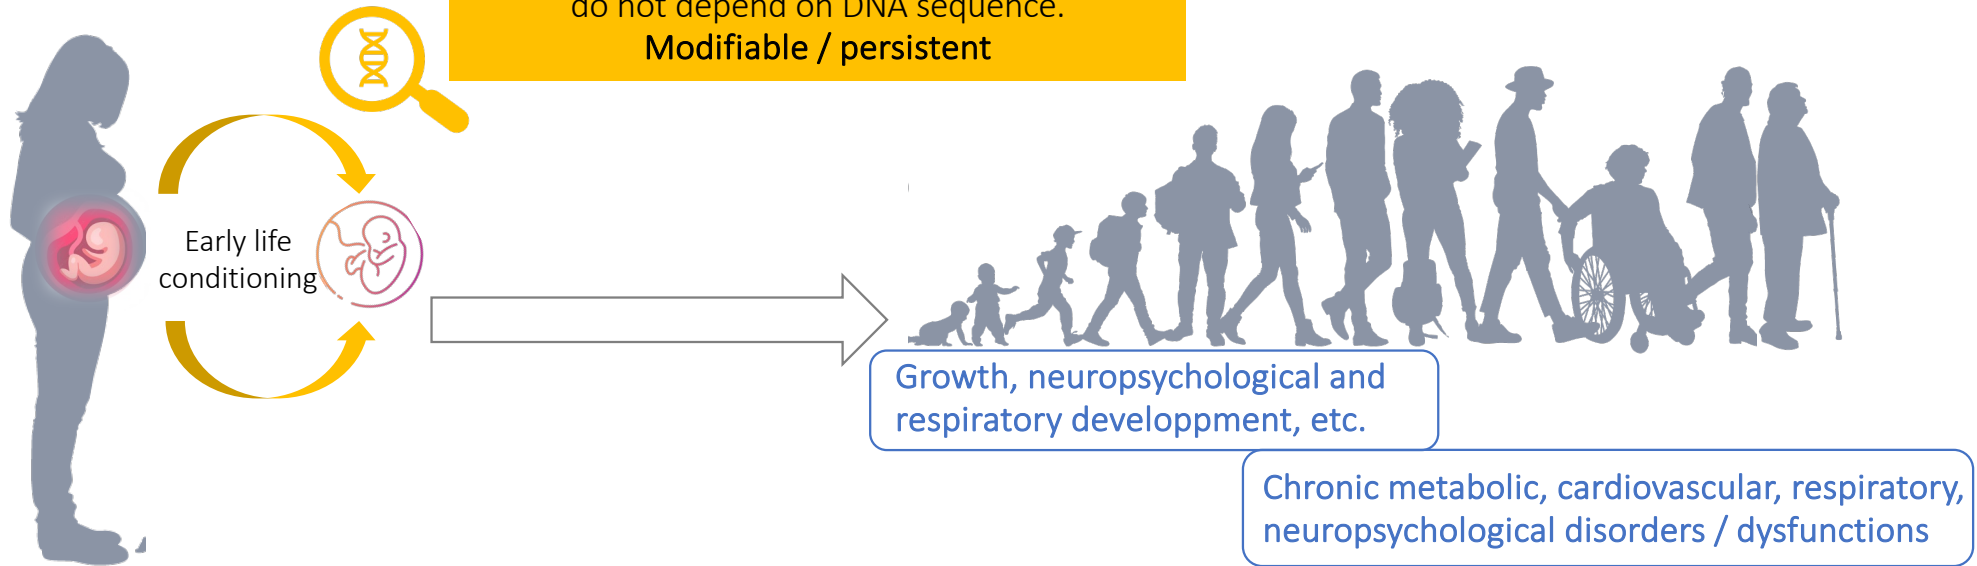 do not depend on DNA sequence.
Modifiable / persistent
Early life
conditioning
Growth, neuropsychological and
respiratory developpment, etc.
Chronic metabolic, cardiovascular, respiratory,
neuropsychological disorders / dysfunctions